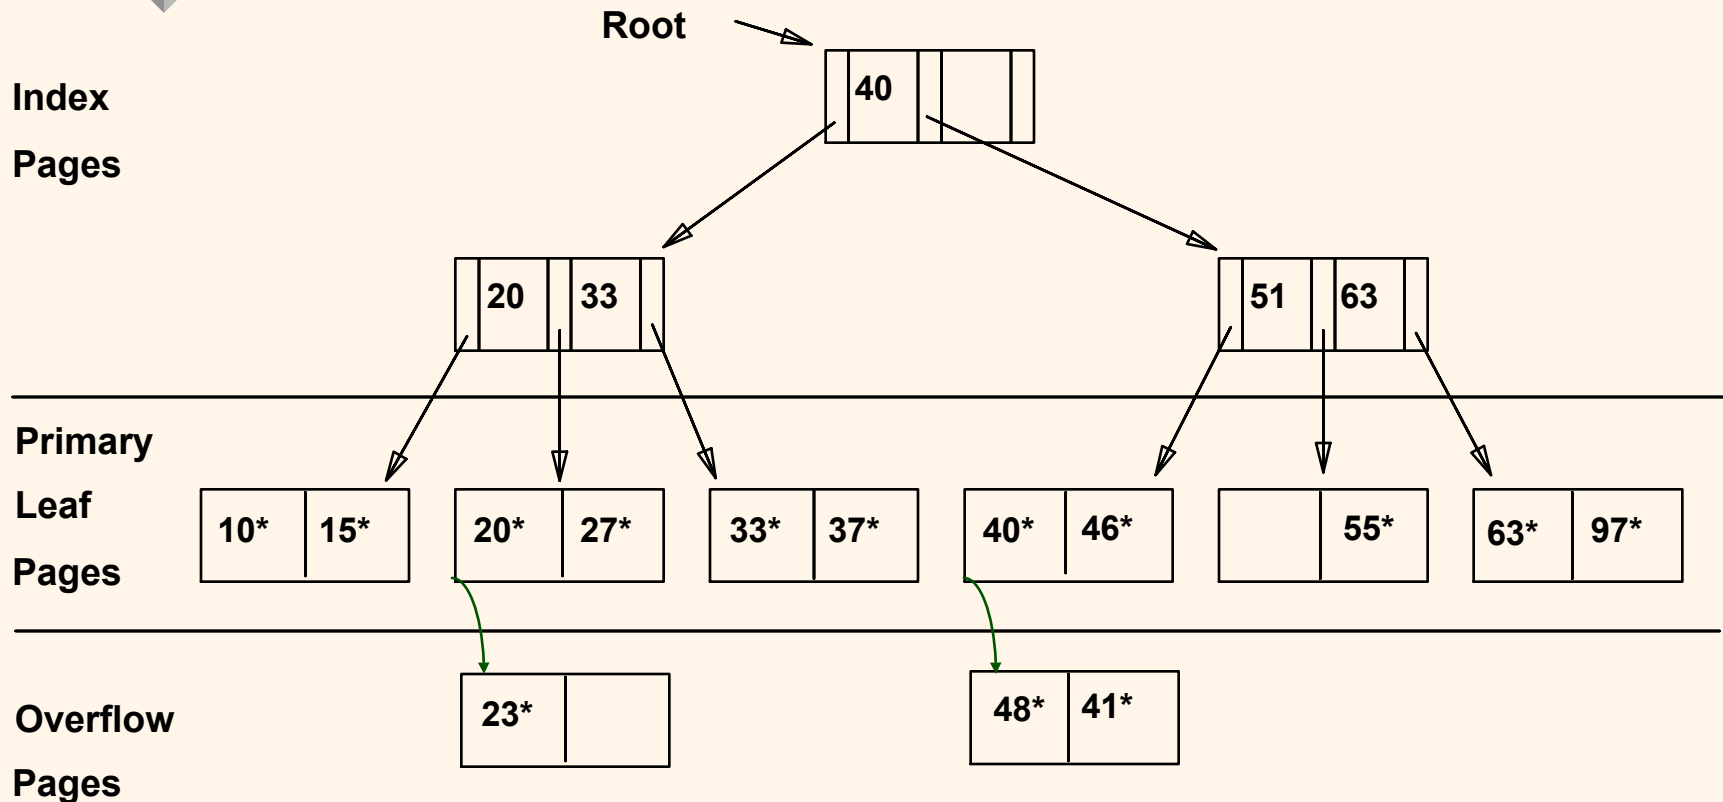 Root
Index
Pages
40
20 33
51 63
Primary
Leaf
Pages
10* 15*
20* 27*
33* 37*
40* 46*
55*
63* 97*
Overflow
Pages
23*
48* 41*